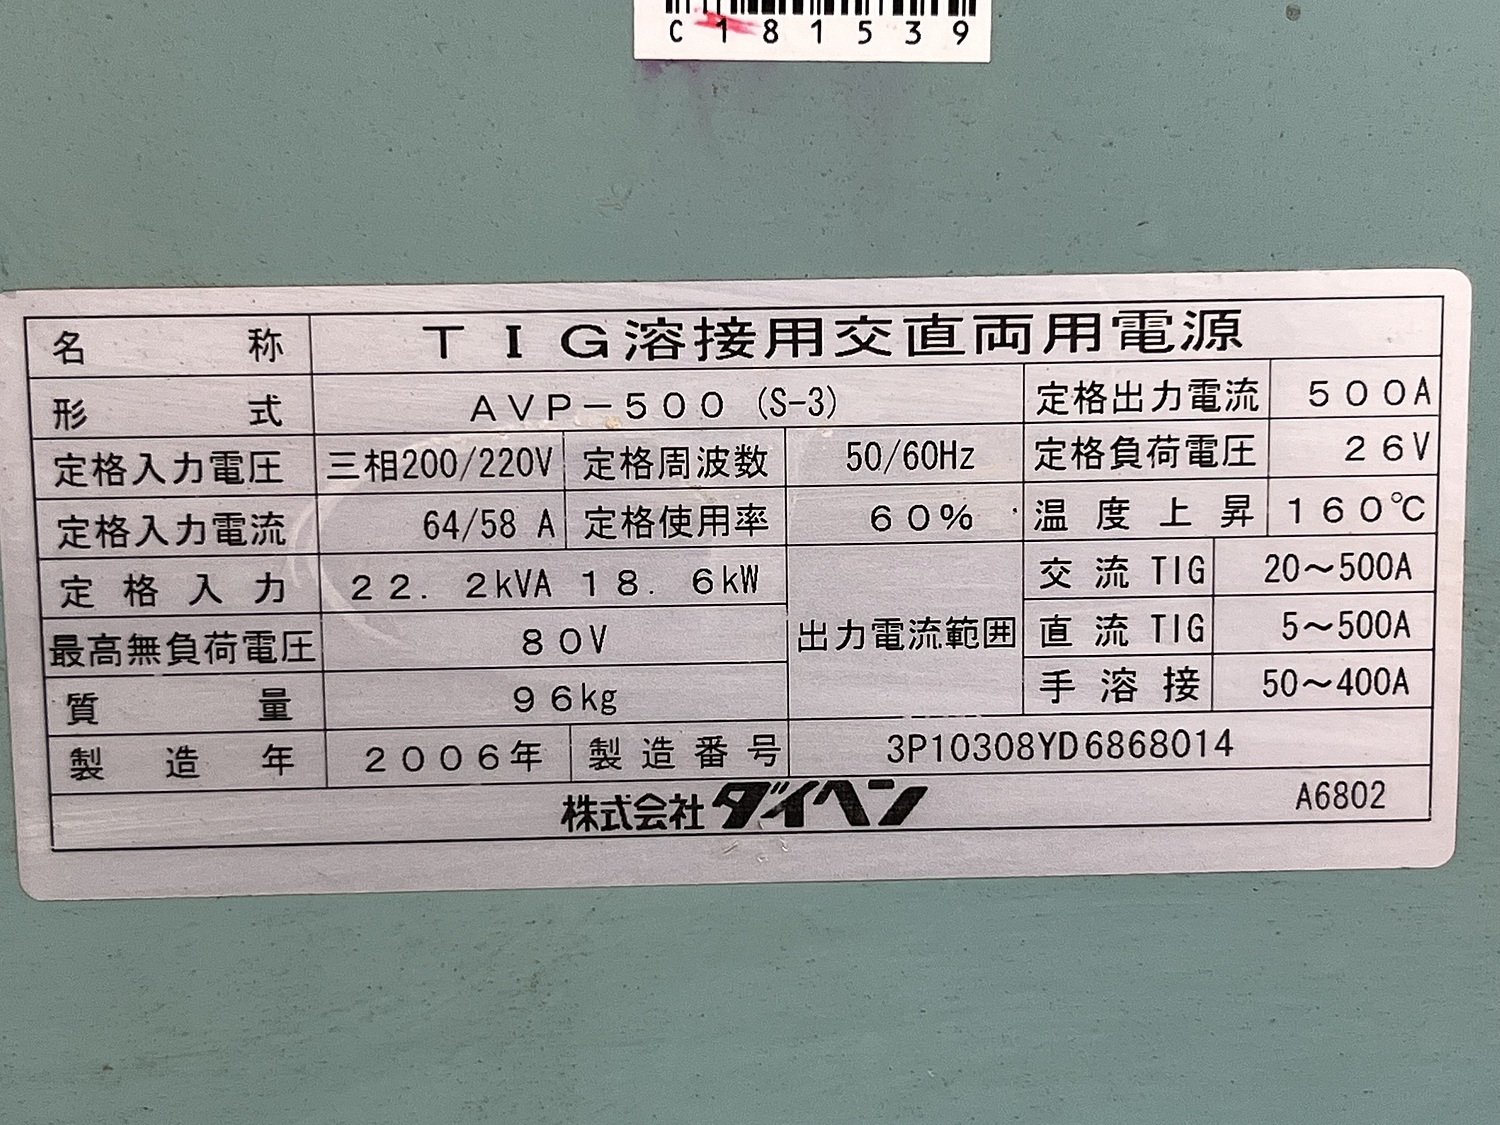 C181539
名称 TIG溶接用交直両用電源
形式 AVP-500 (S-3) 定格出力電流 500A
定格入力電圧 三相200/220V 定格周波数 50/60Hz 定格負荷電圧 26V
定格入力電流 64/58 A 定格使用率 60% 温度上昇 160℃
定格入力 22.2kVA 18.6kW 出力電流範囲 交流TIG 20~500A
最高無負荷電圧 80V 直流TIG 5~500A
質量 96kg 手溶接 50~400A
製造年 2006年 製造番号 3P10308YD6868014
株式会社ダイヘン A6802